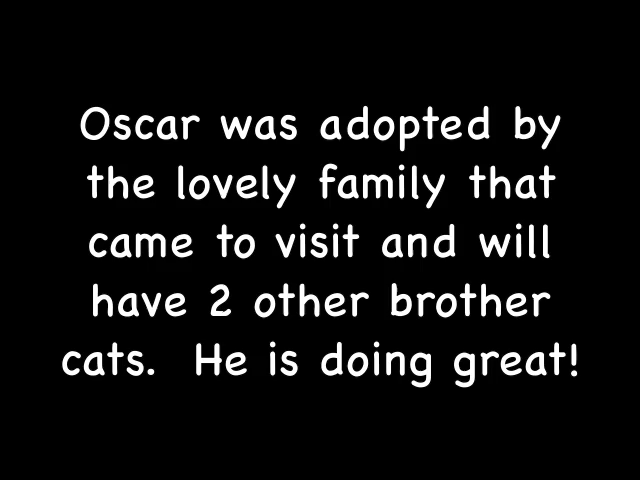 Oscar was adopted by
the lovely family that
came to visit and will
have 2 other brother
cats.  He is doing great!